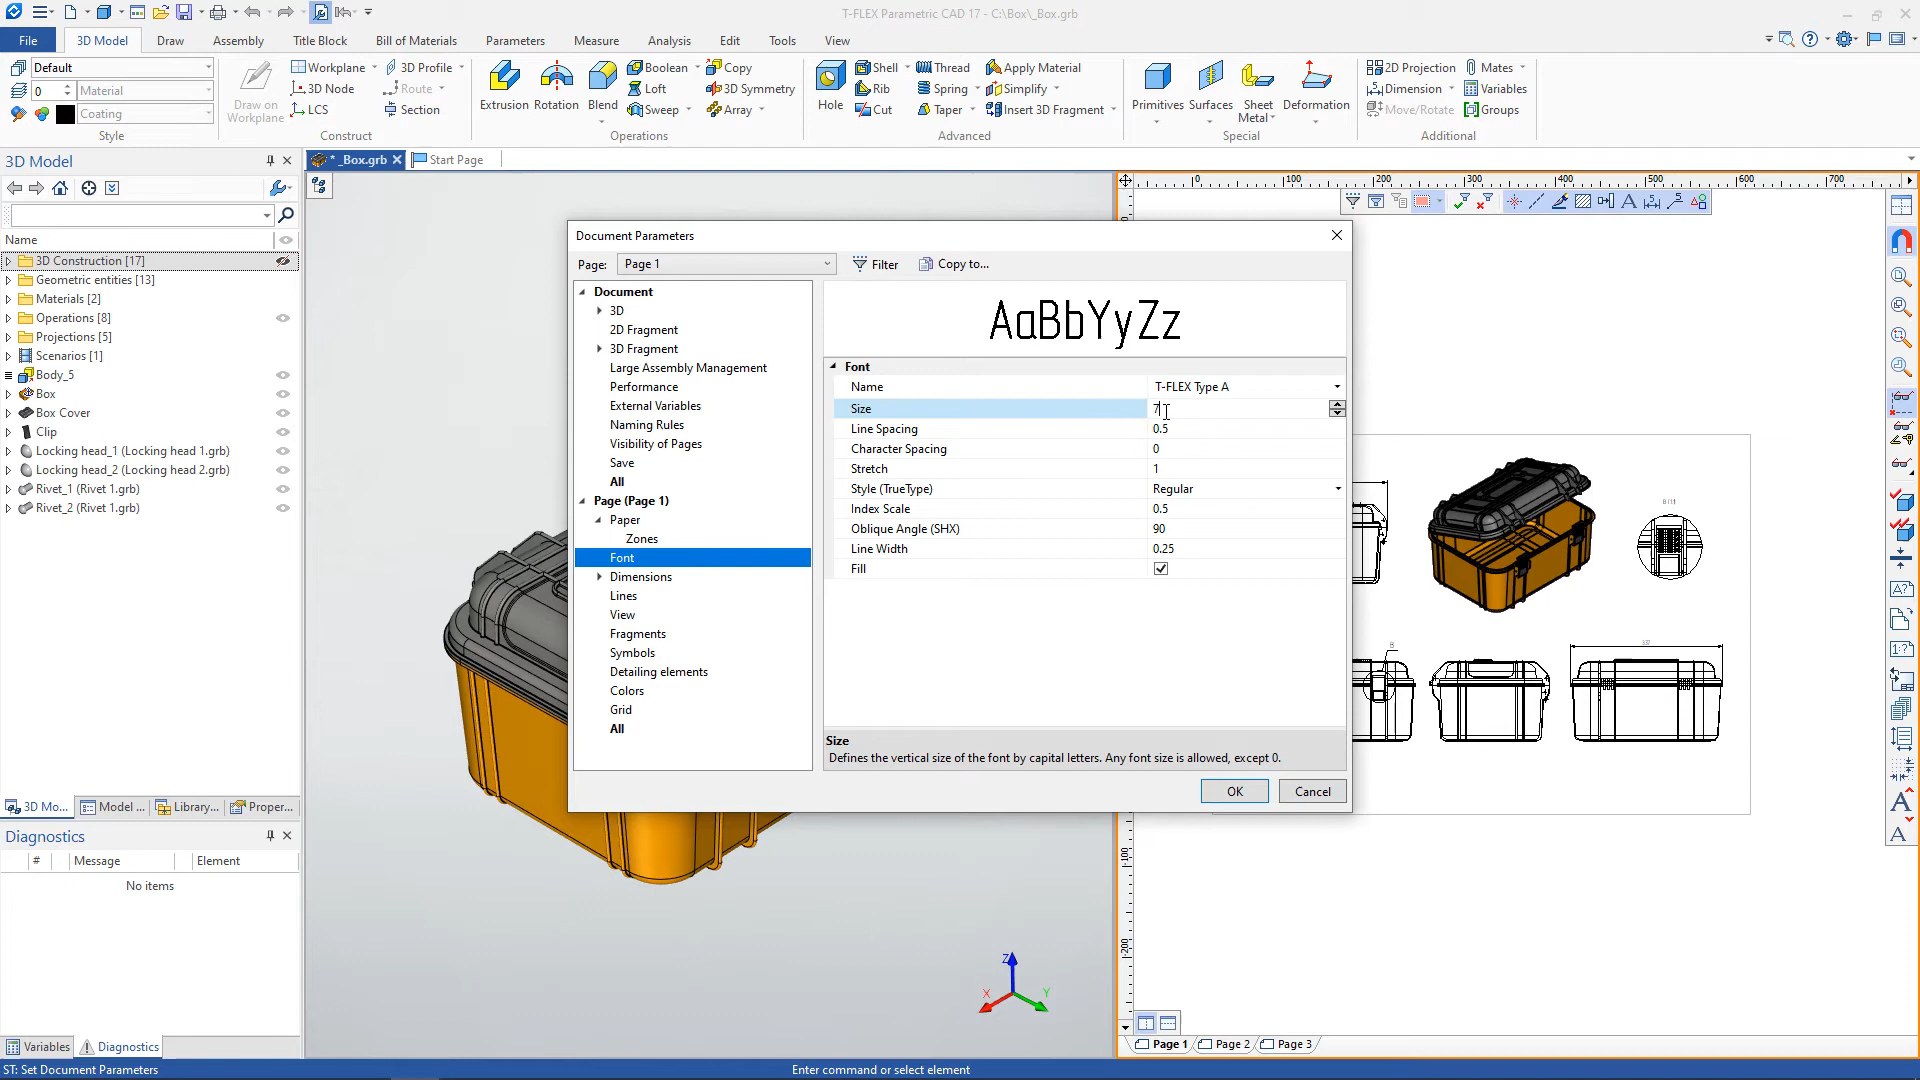 T-FLEX Parametric CAD 17 - C:\Box\_Box.grb
File
3D Model
Draw
Assembly
Title Block
Bill of Materials
Parameters
Measure
Analysis
Edit
Tools
View
Default
0
Material
Coating
Style
Draw on
Workplane
Workplane
3D Node
LCS
3D Profile
Route
Section
Construct
Extrusion
Rotation
Blend
Boolean
Loft
Sweep
Copy
3D Symmetry
Array
Operations
Hole
Shell
Rib
Cut
Thread
Spring
Taper
Apply Material
Simplify
Insert 3D Fragment
Advanced
Primitives
Surfaces
Sheet
Metal
Deformation
Special
2D Projection
Dimension
Move/Rotate
Mates
Variables
Groups
Additional
3D Model
* _Box.grb
Start Page
Name
3D Construction [17]
Geometric entities [13]
Materials [2]
Operations [8]
Projections [5]
Scenarios [1]
Body_5
Box
Box Cover
Clip
Locking head_1 (Locking head 1.grb)
Locking head_2 (Locking head 2.grb)
Rivet_1 (Rivet 1.grb)
Rivet_2 (Rivet 1.grb)
3D Mo...
Model ...
Library...
Proper...
Diagnostics
#
Message
Element
No items
Variables
Diagnostics
ST: Set Document Parameters
Enter command or select element
Document Parameters
Page:
Page 1
Filter
Copy to...
Document
3D
2D Fragment
3D Fragment
Large Assembly Management
Performance
External Variables
Naming Rules
Visibility of Pages
Save
All
Page (Page 1)
Paper
Zones
Font
Dimensions
Lines
View
Fragments
Symbols
Detailing elements
Colors
Grid
All
AaBbYyZz
Font
Name T-FLEX Type A
Size 7
Line Spacing 0.5
Character Spacing 0
Stretch 1
Style (TrueType) Regular
Index Scale 0.5
Oblique Angle (SHX) 90
Line Width 0.25
Fill
Size
Defines the vertical size of the font by capital letters. Any font size is allowed, except 0.
OK
Cancel
0
100
200
300
400
500
600
700
-100
-200
B
337
Z
X
Y
Page 1
Page 2
Page 3